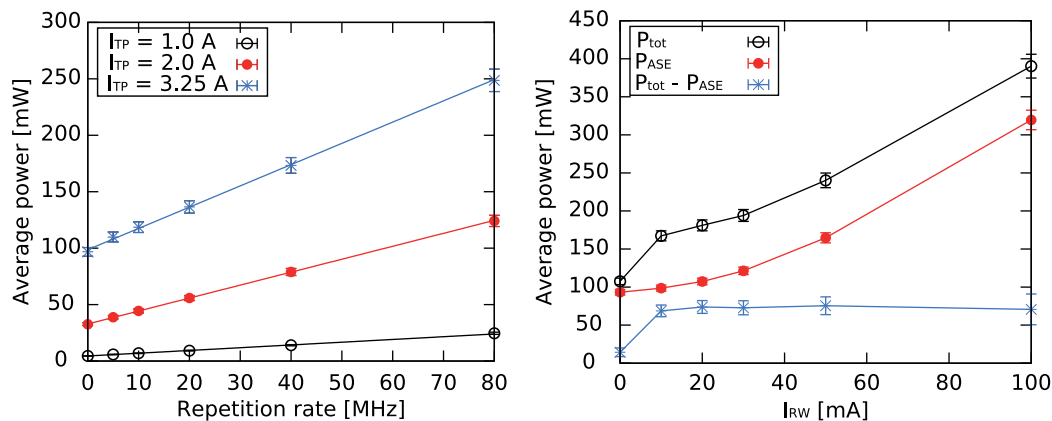 300
250
200
150
100
50
0
Average power [mW]
I_TP = 1.0 A
I_TP = 2.0 A
I_TP = 3.25 A
0 10 20 30 40 50 60 70 80
Repetition rate [MHz]
450
400
350
300
250
200
150
100
50
0
Average power [mW]
P_tot
P_ASE
P_tot - P_ASE
0 20 40 60 80 100
I_RW [mA]